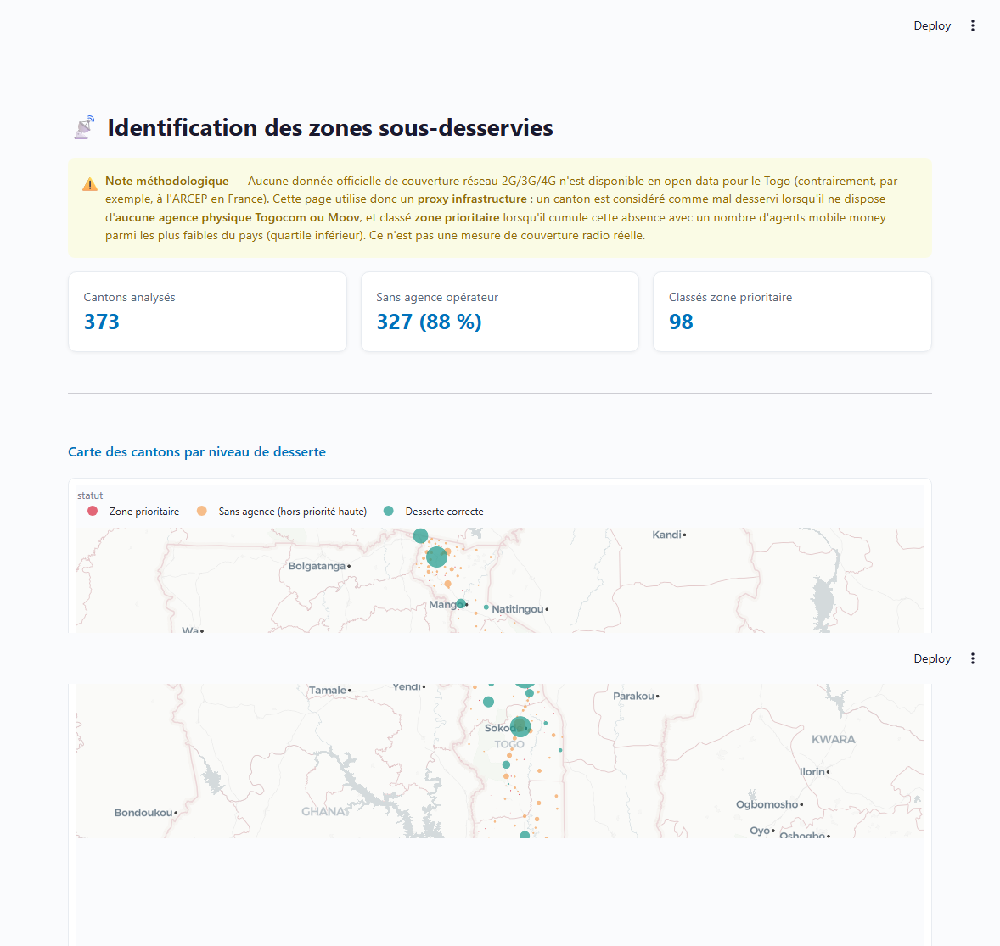 Deploy
Identification des zones sous-desservies
Note méthodologique — Aucune donnée officielle de couverture réseau 2G/3G/4G n'est disponible en open data pour le Togo (contrairement, par
exemple, à l'ARCEP en France). Cette page utilise donc un proxy infrastructure : un canton est considéré comme mal desservi lorsqu'il ne dispose
d'aucune agence physique Togocom ou Moov, et classé zone prioritaire lorsqu'il cumule cette absence avec un nombre d'agents mobile money
parmi les plus faibles du pays (quartile inférieur). Ce n'est pas une mesure de couverture radio réelle.
Cantons analysés
373
Sans agence opérateur
327 (88 %)
Classés zone prioritaire
98
Carte des cantons par niveau de desserte
statut
Zone prioritaire
Sans agence (hors priorité haute)
Desserte correcte
Kandi
Bolgatanga
Mango
Natitingou
Wa
Deploy
Tamale
Yendi
Parakou
Sokodé
TOGO
KWARA
Ilorin
Ogbomosho
Bondoukou
GHANA
Oyo
Oshogbo